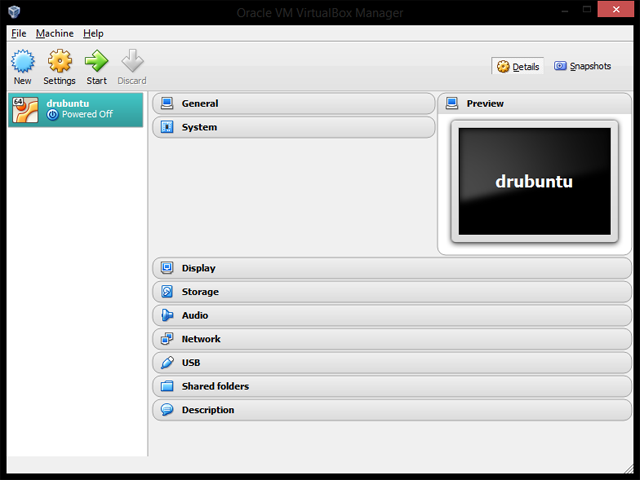 Oracle VM VirtualBox Manager
File Machine Help
New Settings Start Discard
Details Snapshots
64
drubuntu
Powered Off
General
System
Preview
drubuntu
Display
Storage
Audio
Network
USB
Shared folders
Description